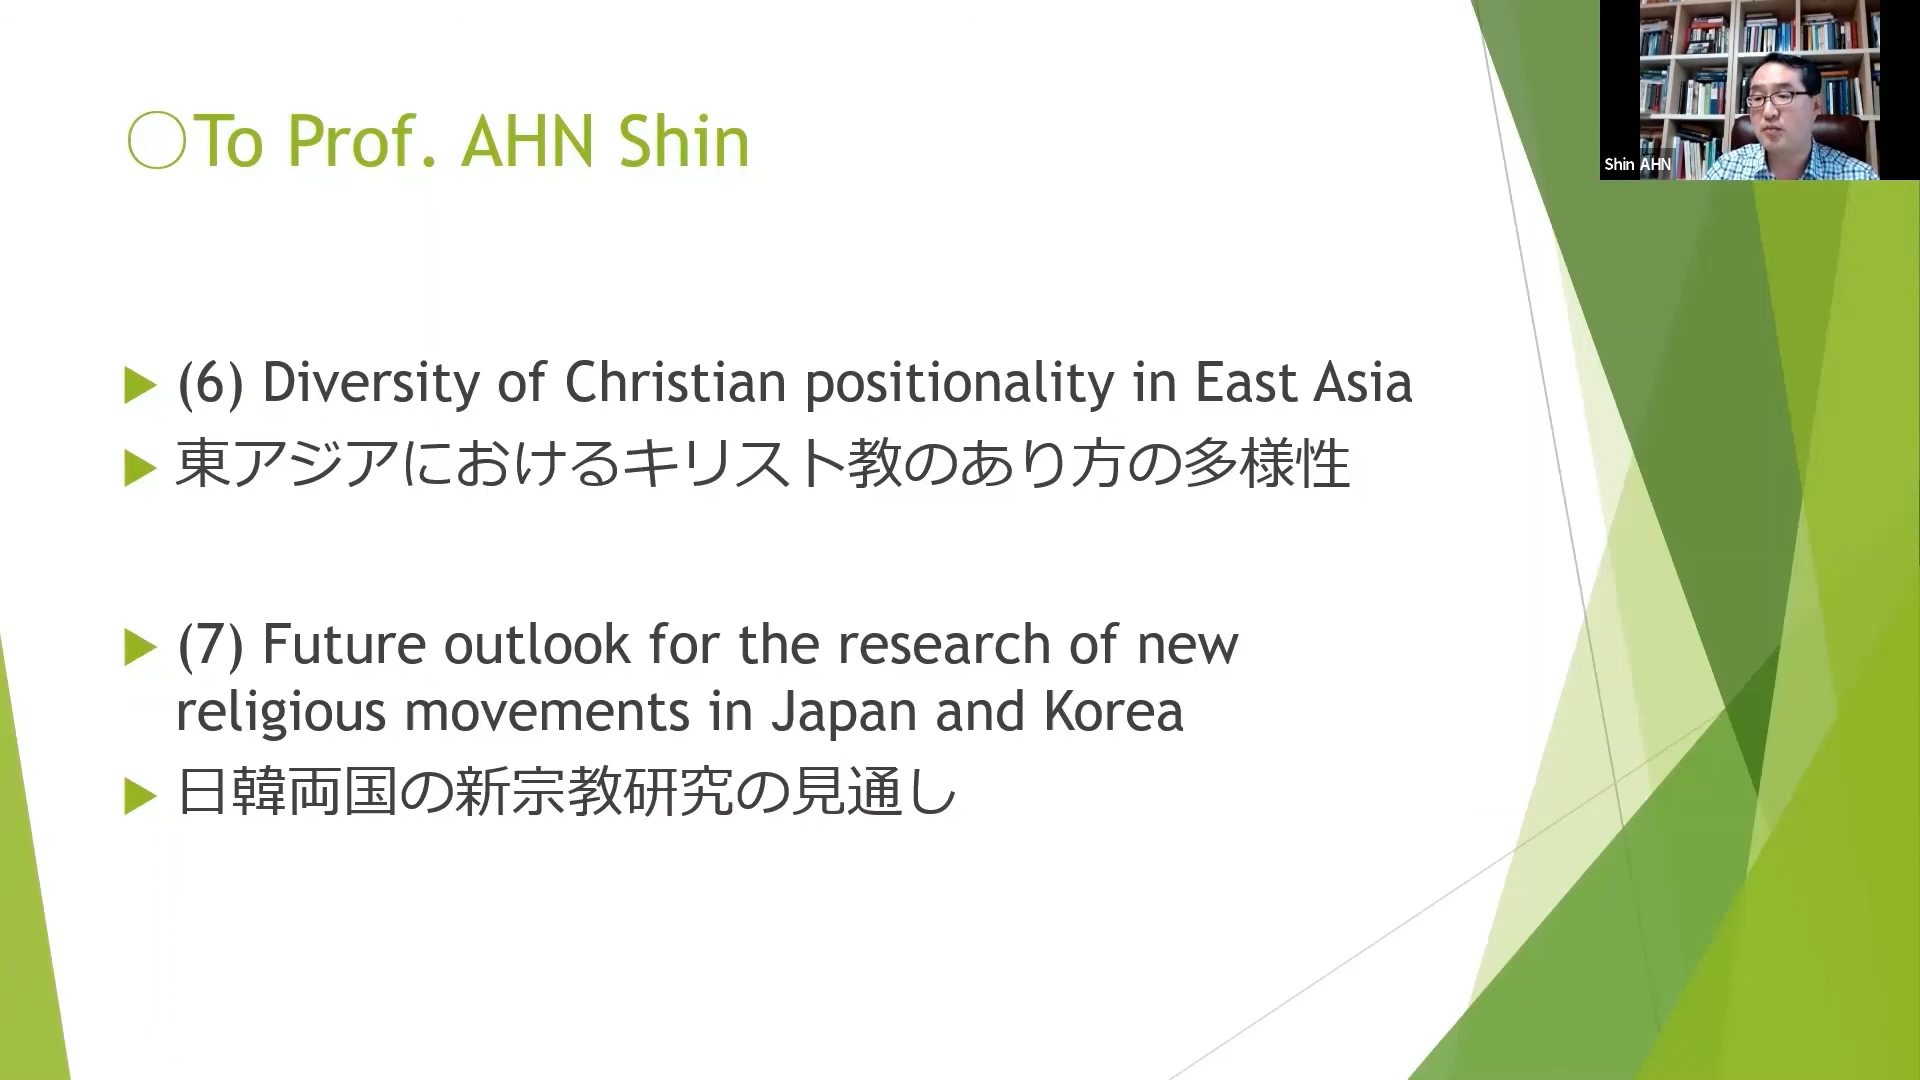 ○To Prof. AHN Shin
Shin AHN
(6) Diversity of Christian positionality in East Asia
東アジアにおけるキリスト教のあり方の多様性
(7) Future outlook for the research of new
religious movements in Japan and Korea
日韓両国の新宗教研究の見通し